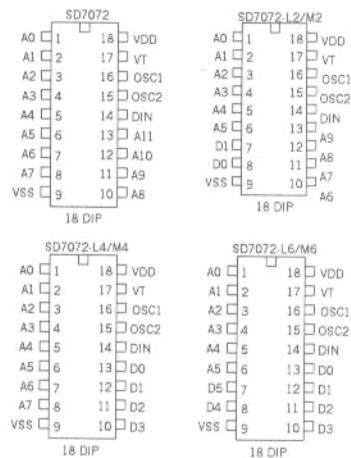 SD7072
A0 1 18 VDD
A1 2 17 VT
A2 3 16 OSC1
A3 4 15 OSC2
A4 5 14 DIN
A5 6 13 A11
A6 7 12 A10
A7 8 11 A9
VSS 9 10 A8
18 DIP
SD7072-L2/M2
A0 1 18 VDD
A1 2 17 VT
A2 3 16 OSC1
A3 4 15 OSC2
A4 5 14 DIN
A5 6 13 A9
D1 7 12 A8
D0 8 11 A7
VSS 9 10 A6
18 DIP
SD7072-L4/M4
A0 1 18 VDD
A1 2 17 VT
A2 3 16 OSC1
A3 4 15 OSC2
A4 5 14 DIN
A5 6 13 D0
A6 7 12 D1
A7 8 11 D2
VSS 9 10 D3
18 DIP
SD7072-L6/M6
A0 1 18 VDD
A1 2 17 VT
A2 3 16 OSC1
A3 4 15 OSC2
A4 5 14 DIN
A5 6 13 D0
D5 7 12 D1
D4 8 11 D2
VSS 9 10 D3
18 DIP